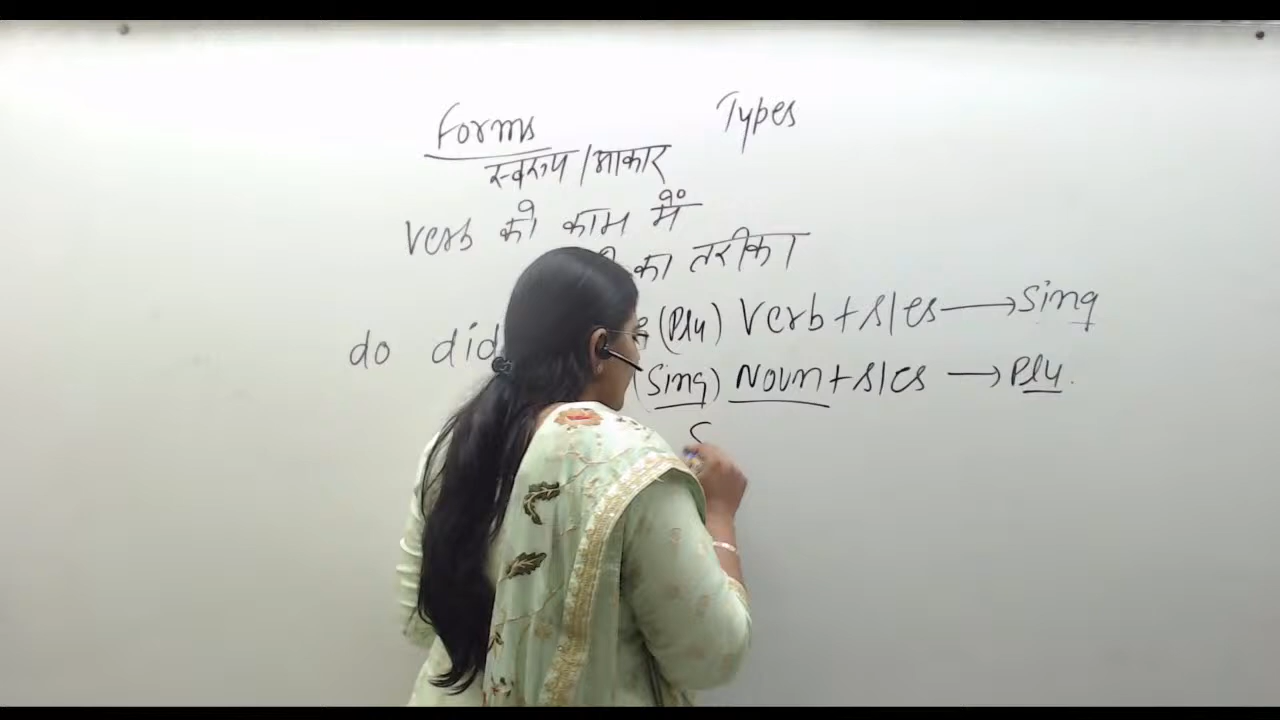 Forms Types
स्वरूप/आकार
Verb को काम में
का तरीका
do did (Plu) Verb+s/es → Sing
(Sing) Noun+s/es → Plu.
S